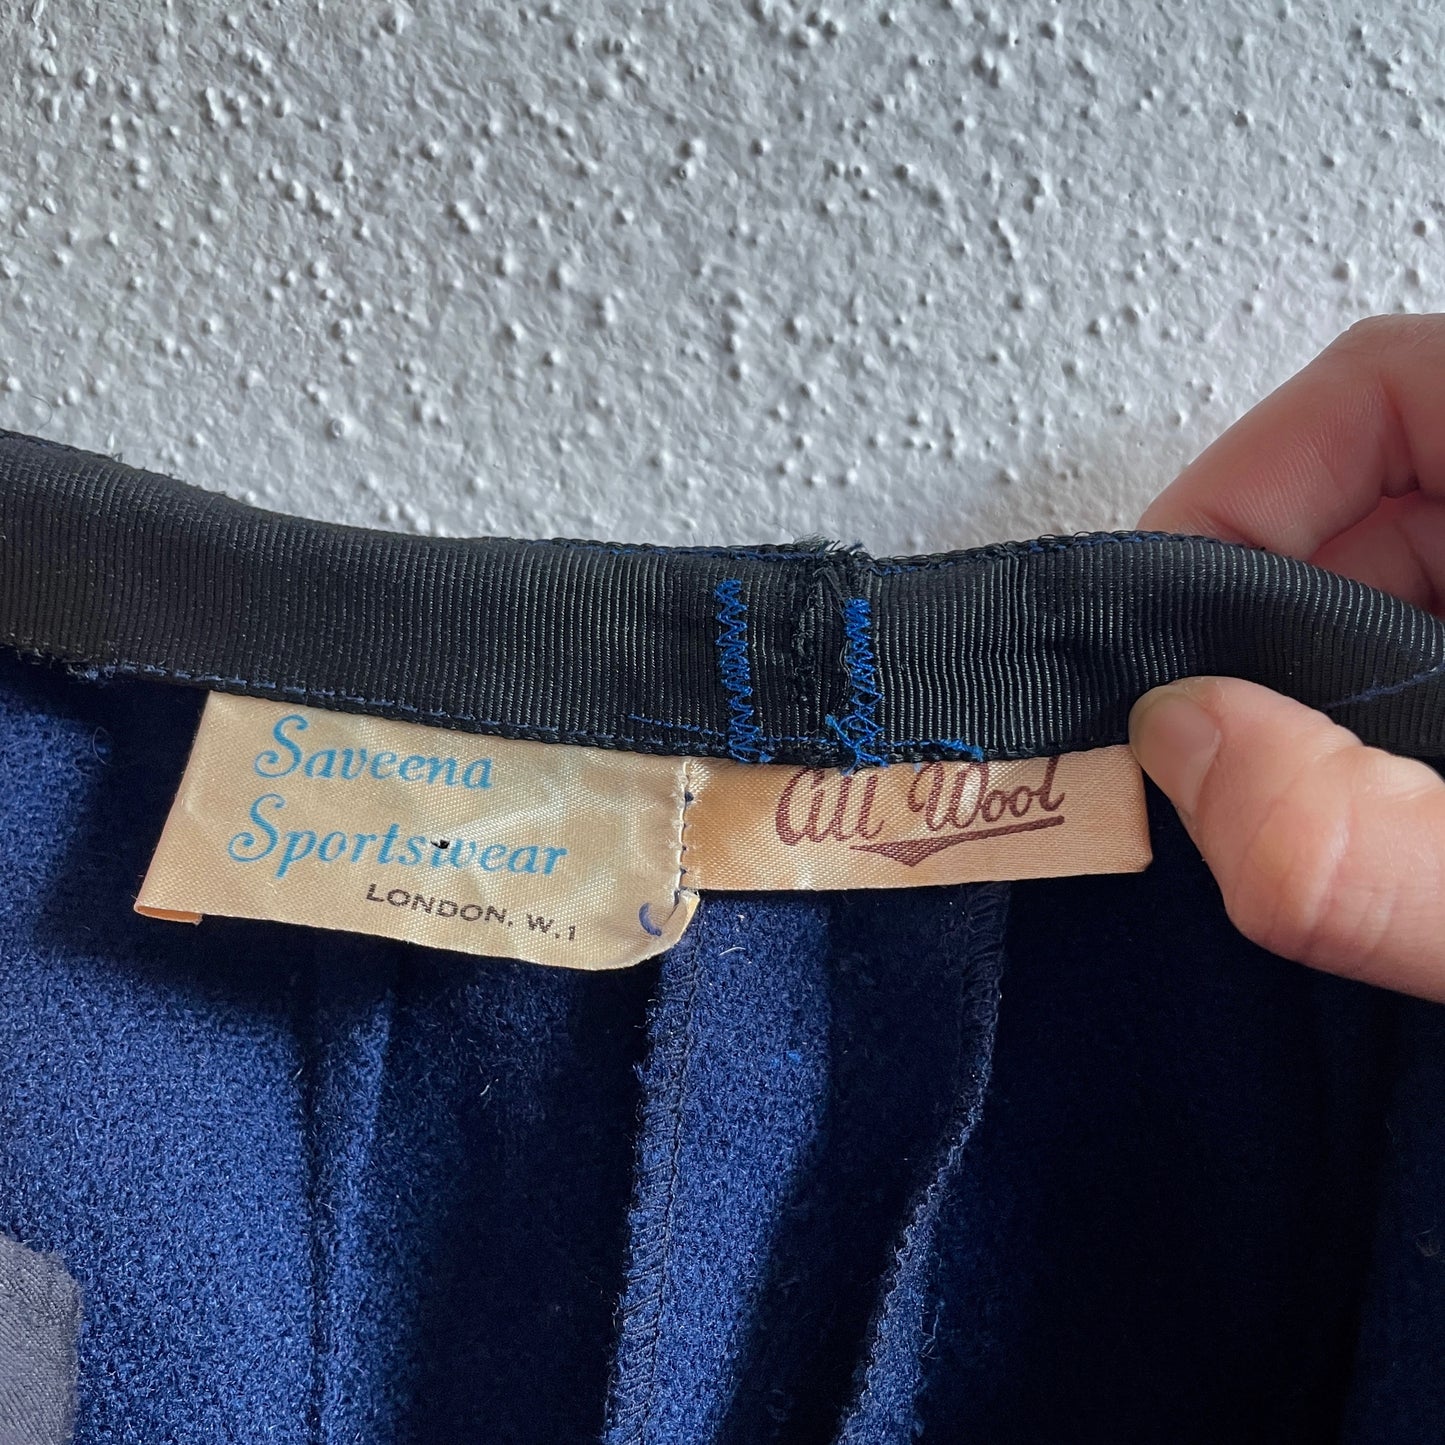 Saveena
Sportswear
LONDON. W.1
All Wool